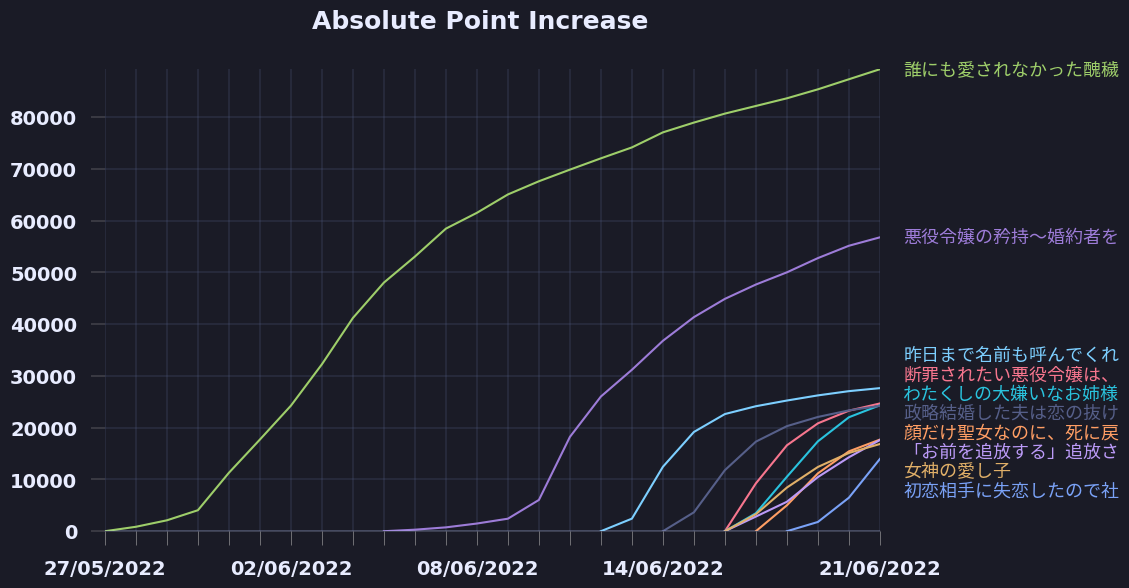 Absolute Point Increase
誰にも愛されなかった醜穢
80000
70000
60000
悪役令嬢の矜持～婚約者を
50000
40000
昨日まで名前も呼んでくれ
30000
断罪されたい悪役令嬢は、
わたくしの大嫌いなお姉様
政略結婚した夫は恋の抜け
20000
顔だけ聖女なのに、死に戻
「お前を追放する」追放さ
女神の愛し子
10000
初恋相手に失恋したので社
0
27/05/2022
02/06/2022
08/06/2022
14/06/2022
21/06/2022